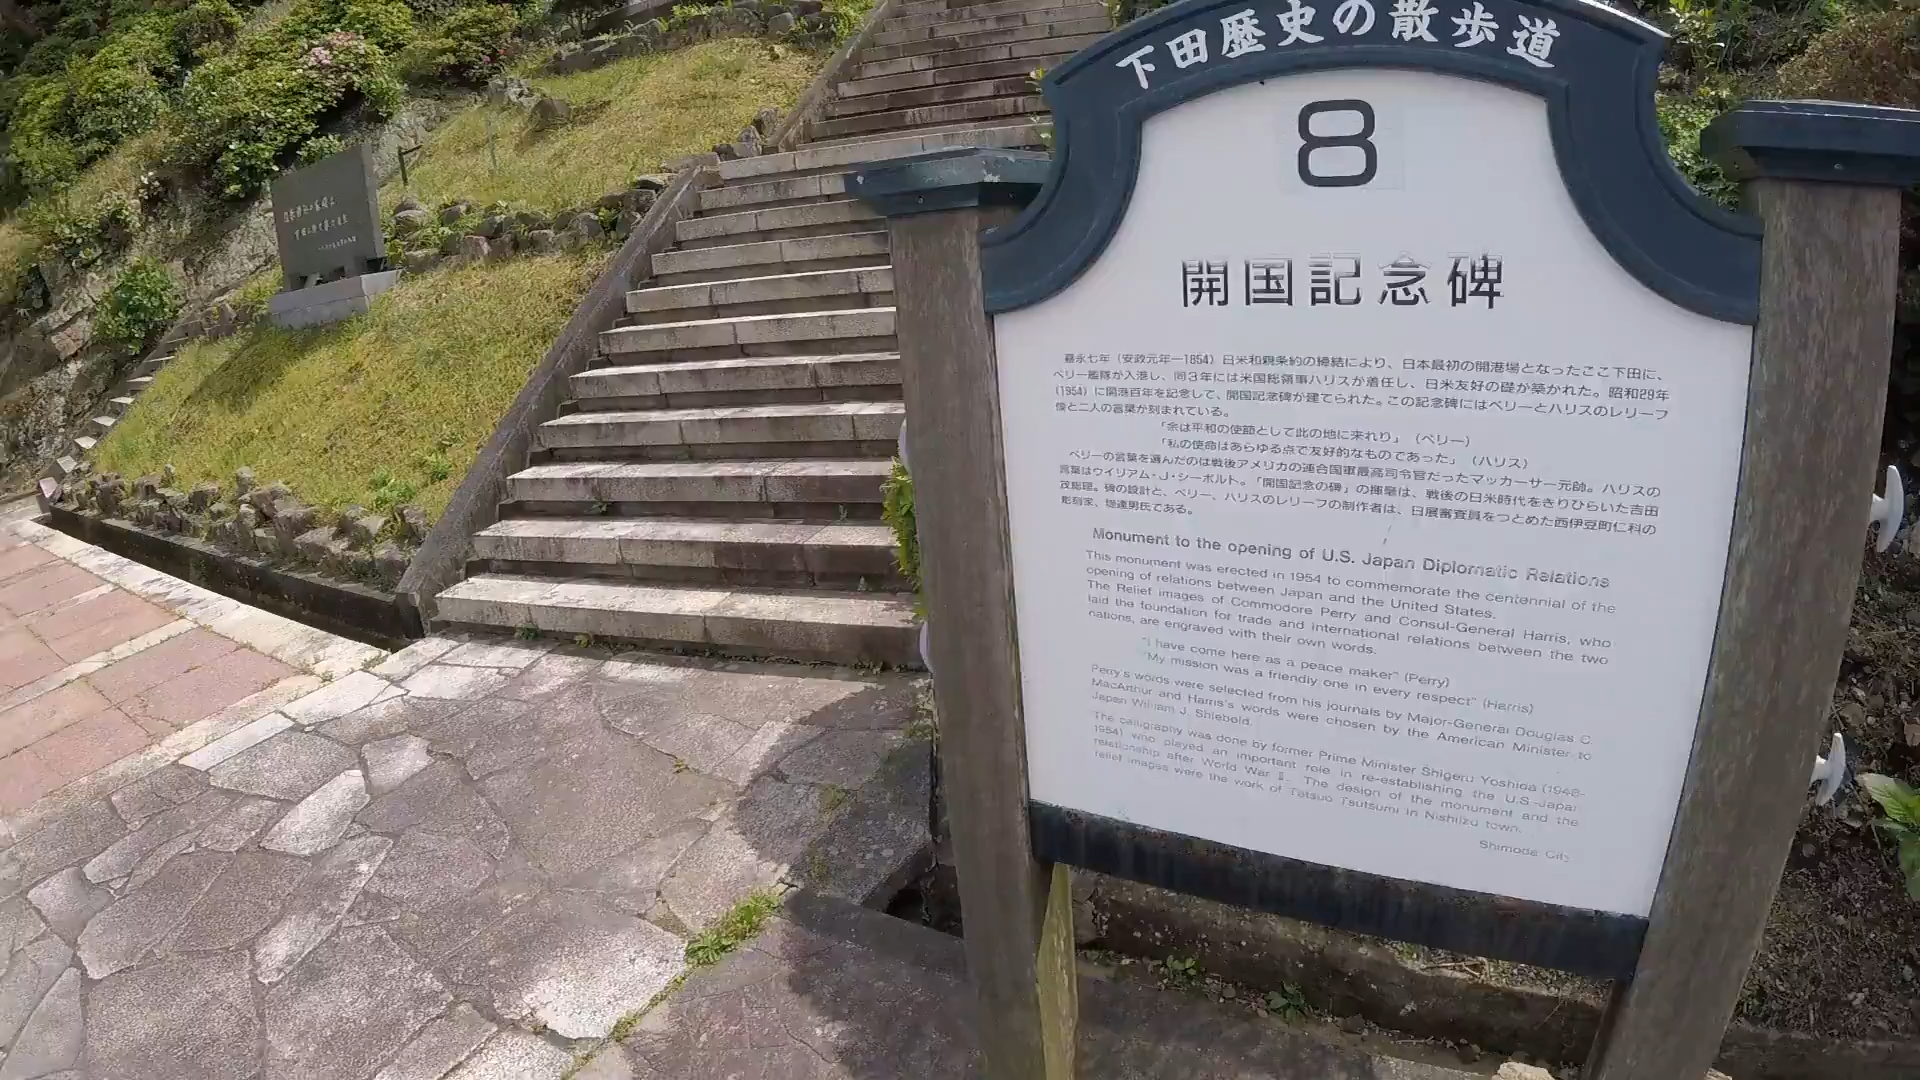 下田歴史の散歩道
8
開国記念碑
嘉永七年（安政元年ー1854）日米和親条約の締結により、日本最初の開港場となったここ下田に、
ペリー艦隊が入港し、同3年には米国総領事ハリスが着任し、日米友好の礎が築かれた。昭和29年
(1954) に開港百年を記念して、開国記念碑が建てられた。この記念碑にはペリーとハリスのレリーフ
像と二人の言葉が刻まれている。
「余は平和の使節として此の地に来れり」（ペリー）
「私の使命はあらゆる点で友好的なものであった」（ハリス）
ペリーの言葉を選んだのは戦後アメリカの連合国軍最高司令官だったマッカーサー元帥。ハリスの
言葉はウイリアム・J・シーボルト。「開国記念の碑」の揮毫は、戦後の日米時代をきりひらいた吉田
茂総理。碑の設計と、ペリー、ハリスのレリーフの制作者は、日展審査員をつとめた西伊豆町仁科の
彫刻家、堤達男氏である。
Monument to the opening of U.S. Japan Diplomatic Relations
This monument was erected in 1954 to commemorate the centennial of the
opening of relations between Japan and the United States.
The Relief images of Commodore Perry and Consul-General Harris, who
laid the foundation for trade and international relations between the two
nations, are engraved with their own words.
"I have come here as a peace maker" (Perry)
"My mission was a friendly one in every respect" (Harris)
Perry's words were selected from his journals by Major-General Douglas C.
MacArthur and Harris's words were chosen by the American Minister to
Japan William J. Shiebold.
The calligraphy was done by former Prime Minister Shigeru Yoshida (1948-
1954) who played an important role in re-establishing the U.S-Japan
relationship after World War Ⅱ. The design of the monument and the
relief images were the work of Tatsuo Tsutsumi in Nishiizu town.
Shimoda City